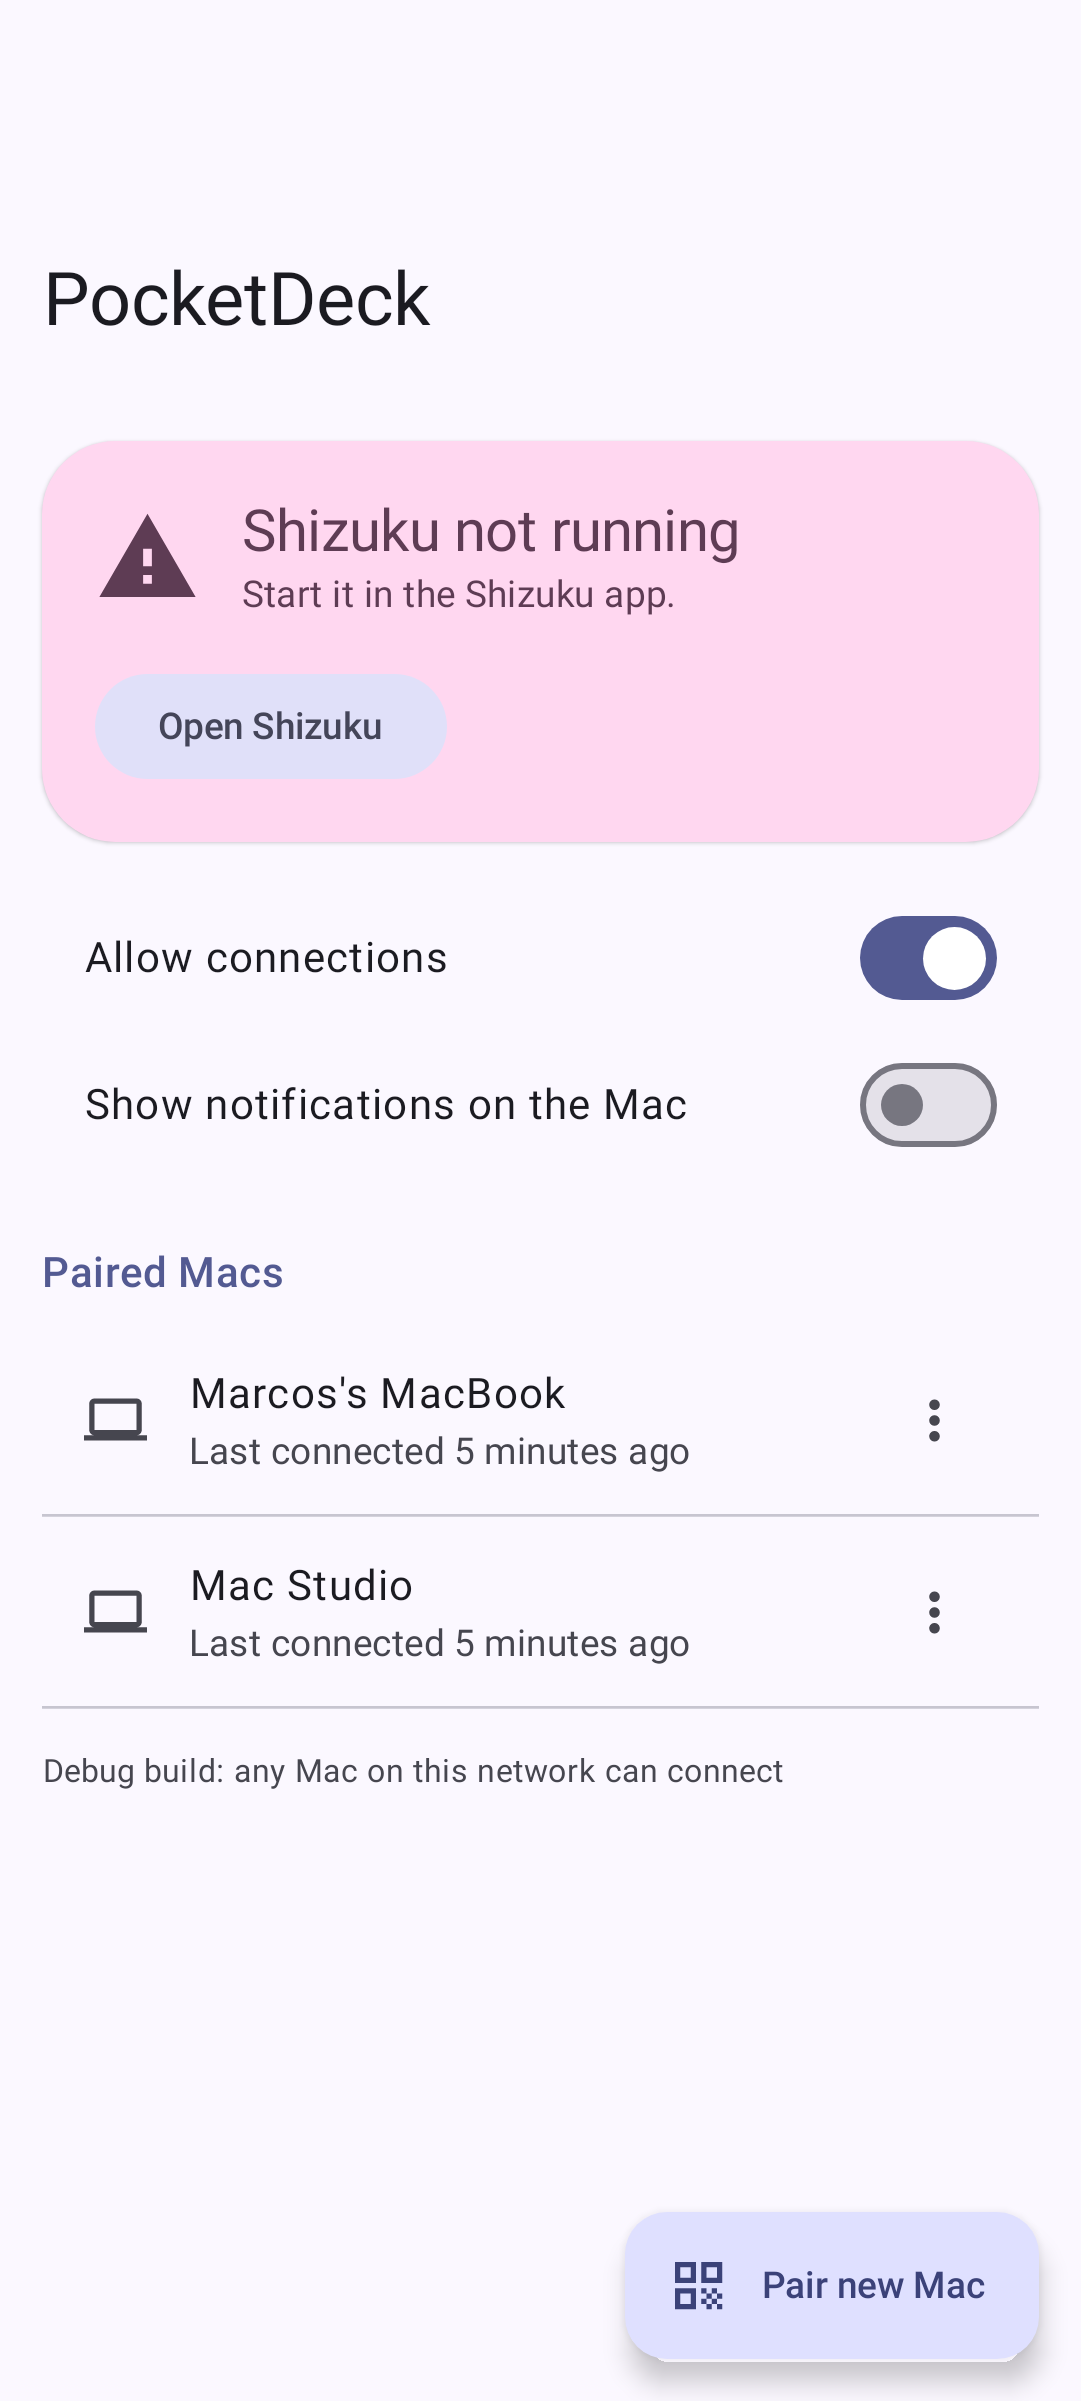 PocketDeck
Shizuku not running
Start it in the Shizuku app.
Open Shizuku
Allow connections
Show notifications on the Mac
Paired Macs
Marcos's MacBook
Last connected 5 minutes ago
Mac Studio
Last connected 5 minutes ago
Debug build: any Mac on this network can connect
Pair new Mac